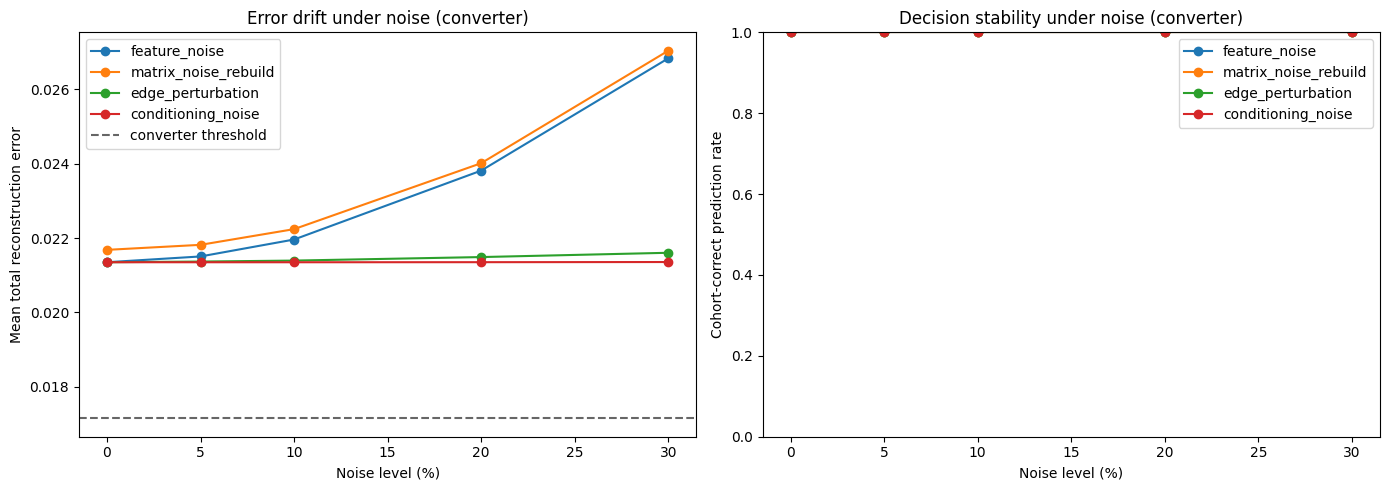 Error drift under noise (converter)
feature_noise
matrix_noise_rebuild
edge_perturbation
conditioning_noise
converter threshold
Mean total reconstruction error
0.026
0.024
0.022
0.020
0.018
0 5 10 15 20 25 30
Noise level (%)
Decision stability under noise (converter)
feature_noise
matrix_noise_rebuild
edge_perturbation
conditioning_noise
Cohort-correct prediction rate
1.0
0.8
0.6
0.4
0.2
0.0
0 5 10 15 20 25 30
Noise level (%)